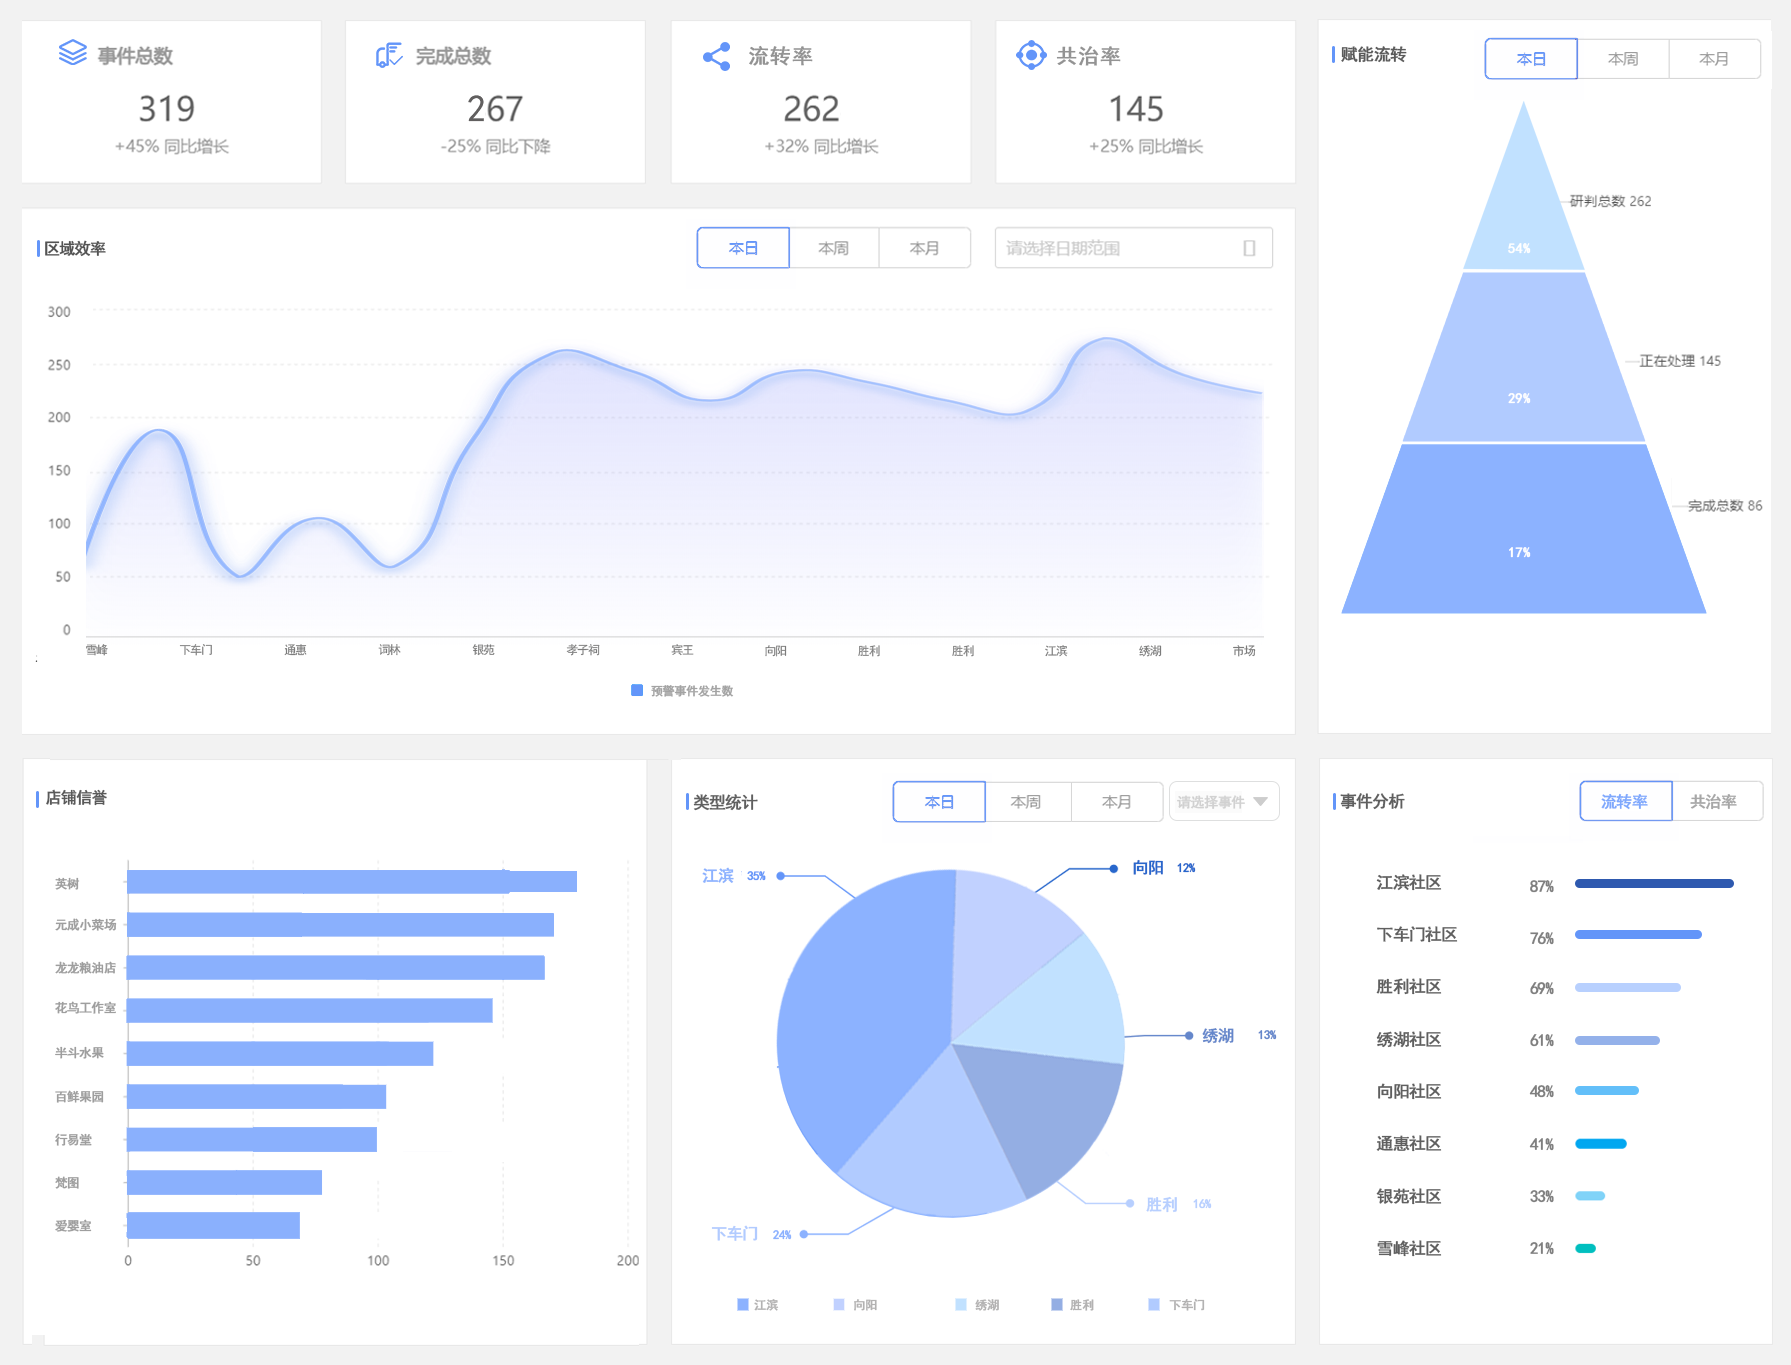 事件总数
319
+45% 同比增长
完成总数
267
-25% 同比下降
流转率
262
+32% 同比增长
共治率
145
+25% 同比增长
赋能流转
本日
本周
本月
研判总数 262
54%
正在处理 145
29%
完成总数 86
17%
区域效率
本日
本周
本月
请选择日期范围
300
250
200
150
100
50
0
雪峰
下车门
通惠
词林
银苑
孝子祠
宾王
向阳
胜利
胜利
江滨
绣湖
市场
预警事件发生数
店铺信誉
英树
元成小菜场
龙龙粮油店
花鸟工作室
半斗水果
百鲜果园
行易堂
梵图
爱婴室
0
50
100
150
200
类型统计
本日
本周
本月
请选择事件
江滨 35%
向阳 12%
绣湖 13%
胜利 16%
下车门 24%
江滨
向阳
绣湖
胜利
下车门
事件分析
流转率
共治率
江滨社区 87%
下车门社区 76%
胜利社区 69%
绣湖社区 61%
向阳社区 48%
通惠社区 41%
银苑社区 33%
雪峰社区 21%